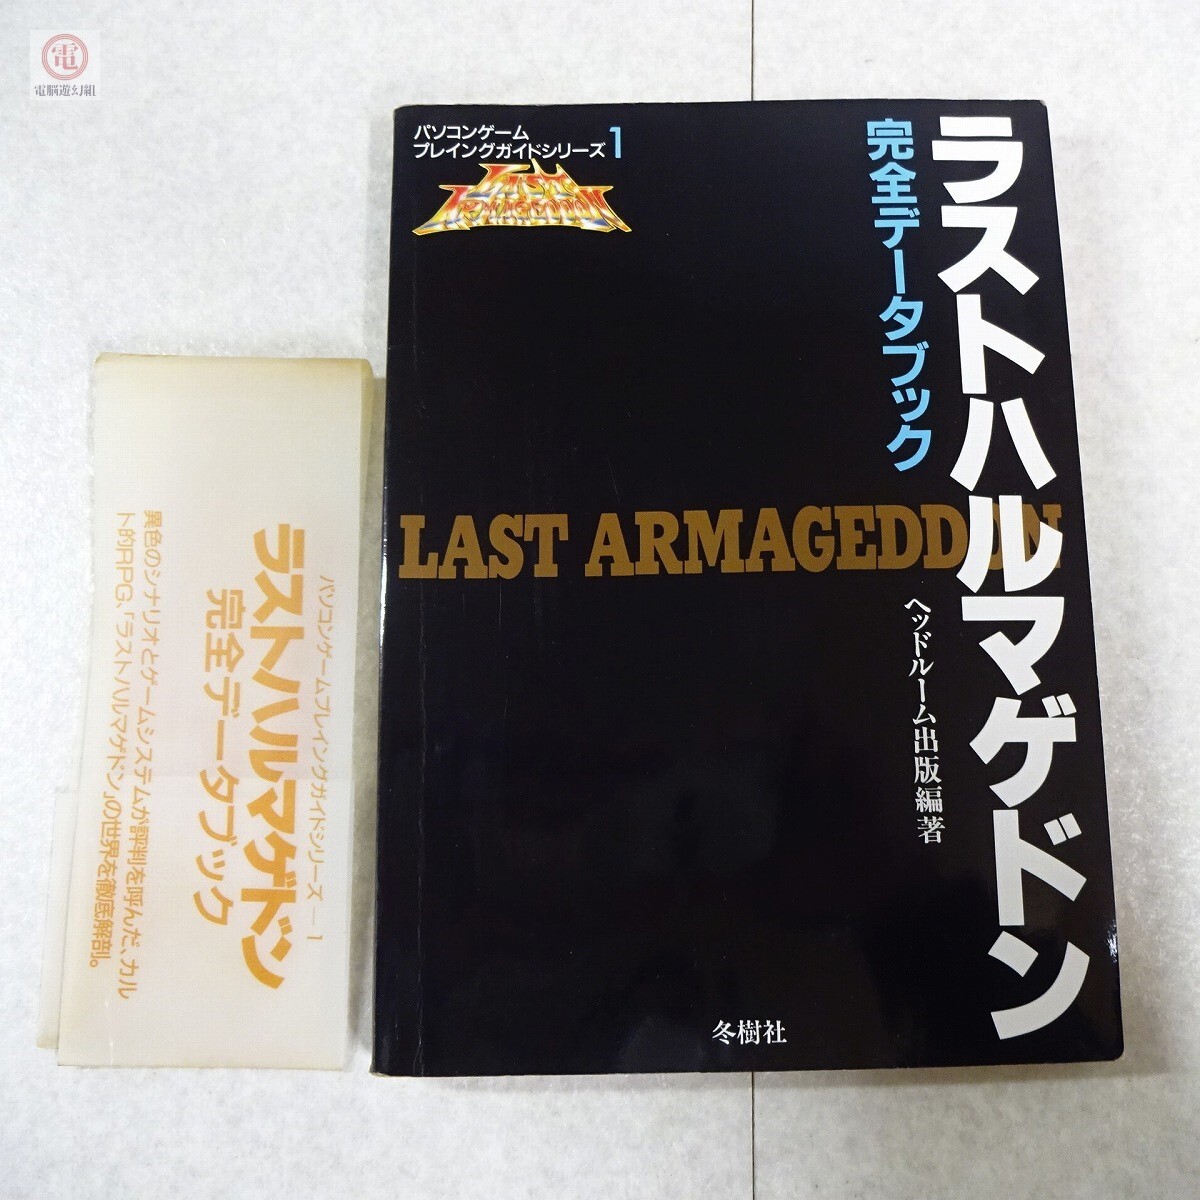 電
電脳遊幻組
パソコンゲーム
プレイングガイドシリーズ1
LAST
ARMAGEDDON
ラストハルマゲドン
完全データブック
LAST ARMAGEDDON
ヘッドルーム出版編著
冬樹社
パソコンゲームプレイングガイドシリーズ—1
ラストハルマゲドン
完全データブック
異色のシナリオとゲームシステムが評判を呼んだ、カル
ト的RPG、「ラストハルマゲドン」の世界を徹底解剖。